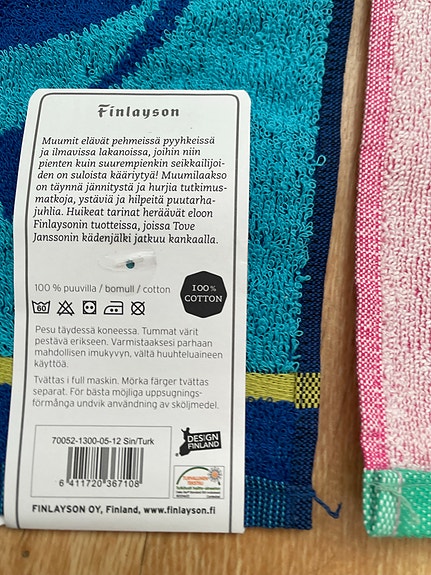 Finlayson
Muumit elävät pehmeissä pyyhkeissä
ja ilmavissa lakanoissa, joihin niin
pienten kuin suurempienkin seikkailijoi-
den on suloista kääriytyä! Muumilaakso
on täynnä jännitystä ja hurjia tutkimus-
matkoja, ystäviä ja hilpeitä puutarha-
juhlia. Huikeat tarinat heräävät eloon
Finlaysonin tuotteissa, joissa Tove
Janssonin kädenjälki jatkuu kankaalla.
100 % puuvilla / bomull / cotton
100%
COTTON
60
Pesu täydessä koneessa. Tummat värit
pestävä erikseen. Varmistaaksesi parhaan
mahdollisen imukyvyn, vältä huuhteluaineen
käyttöä.
Tvättas i full maskin. Mörka färger tvättas
separat. För bästa möjliga uppsugnings-
förmånga undvik användning av sköljmedel.
70052-1300-05-12 Sin/Turk
6 411720 367108
DESIGN
FINLAND
TURVALLINEN
TEKSTIILI
FINLAYSON OY, Finland, www.finlayson.fi